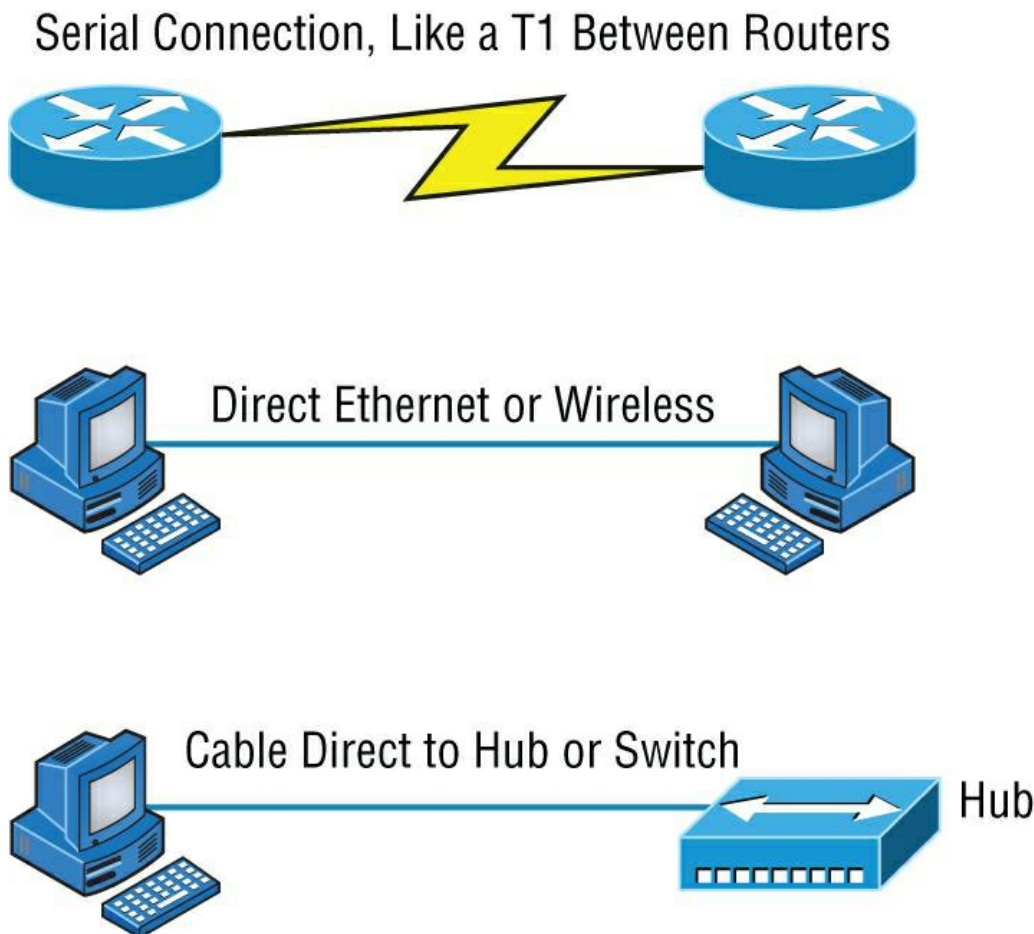 Serial Connection, Like a T1 Between Routers
Direct Ethernet or Wireless
Cable Direct to Hub or Switch
Hub